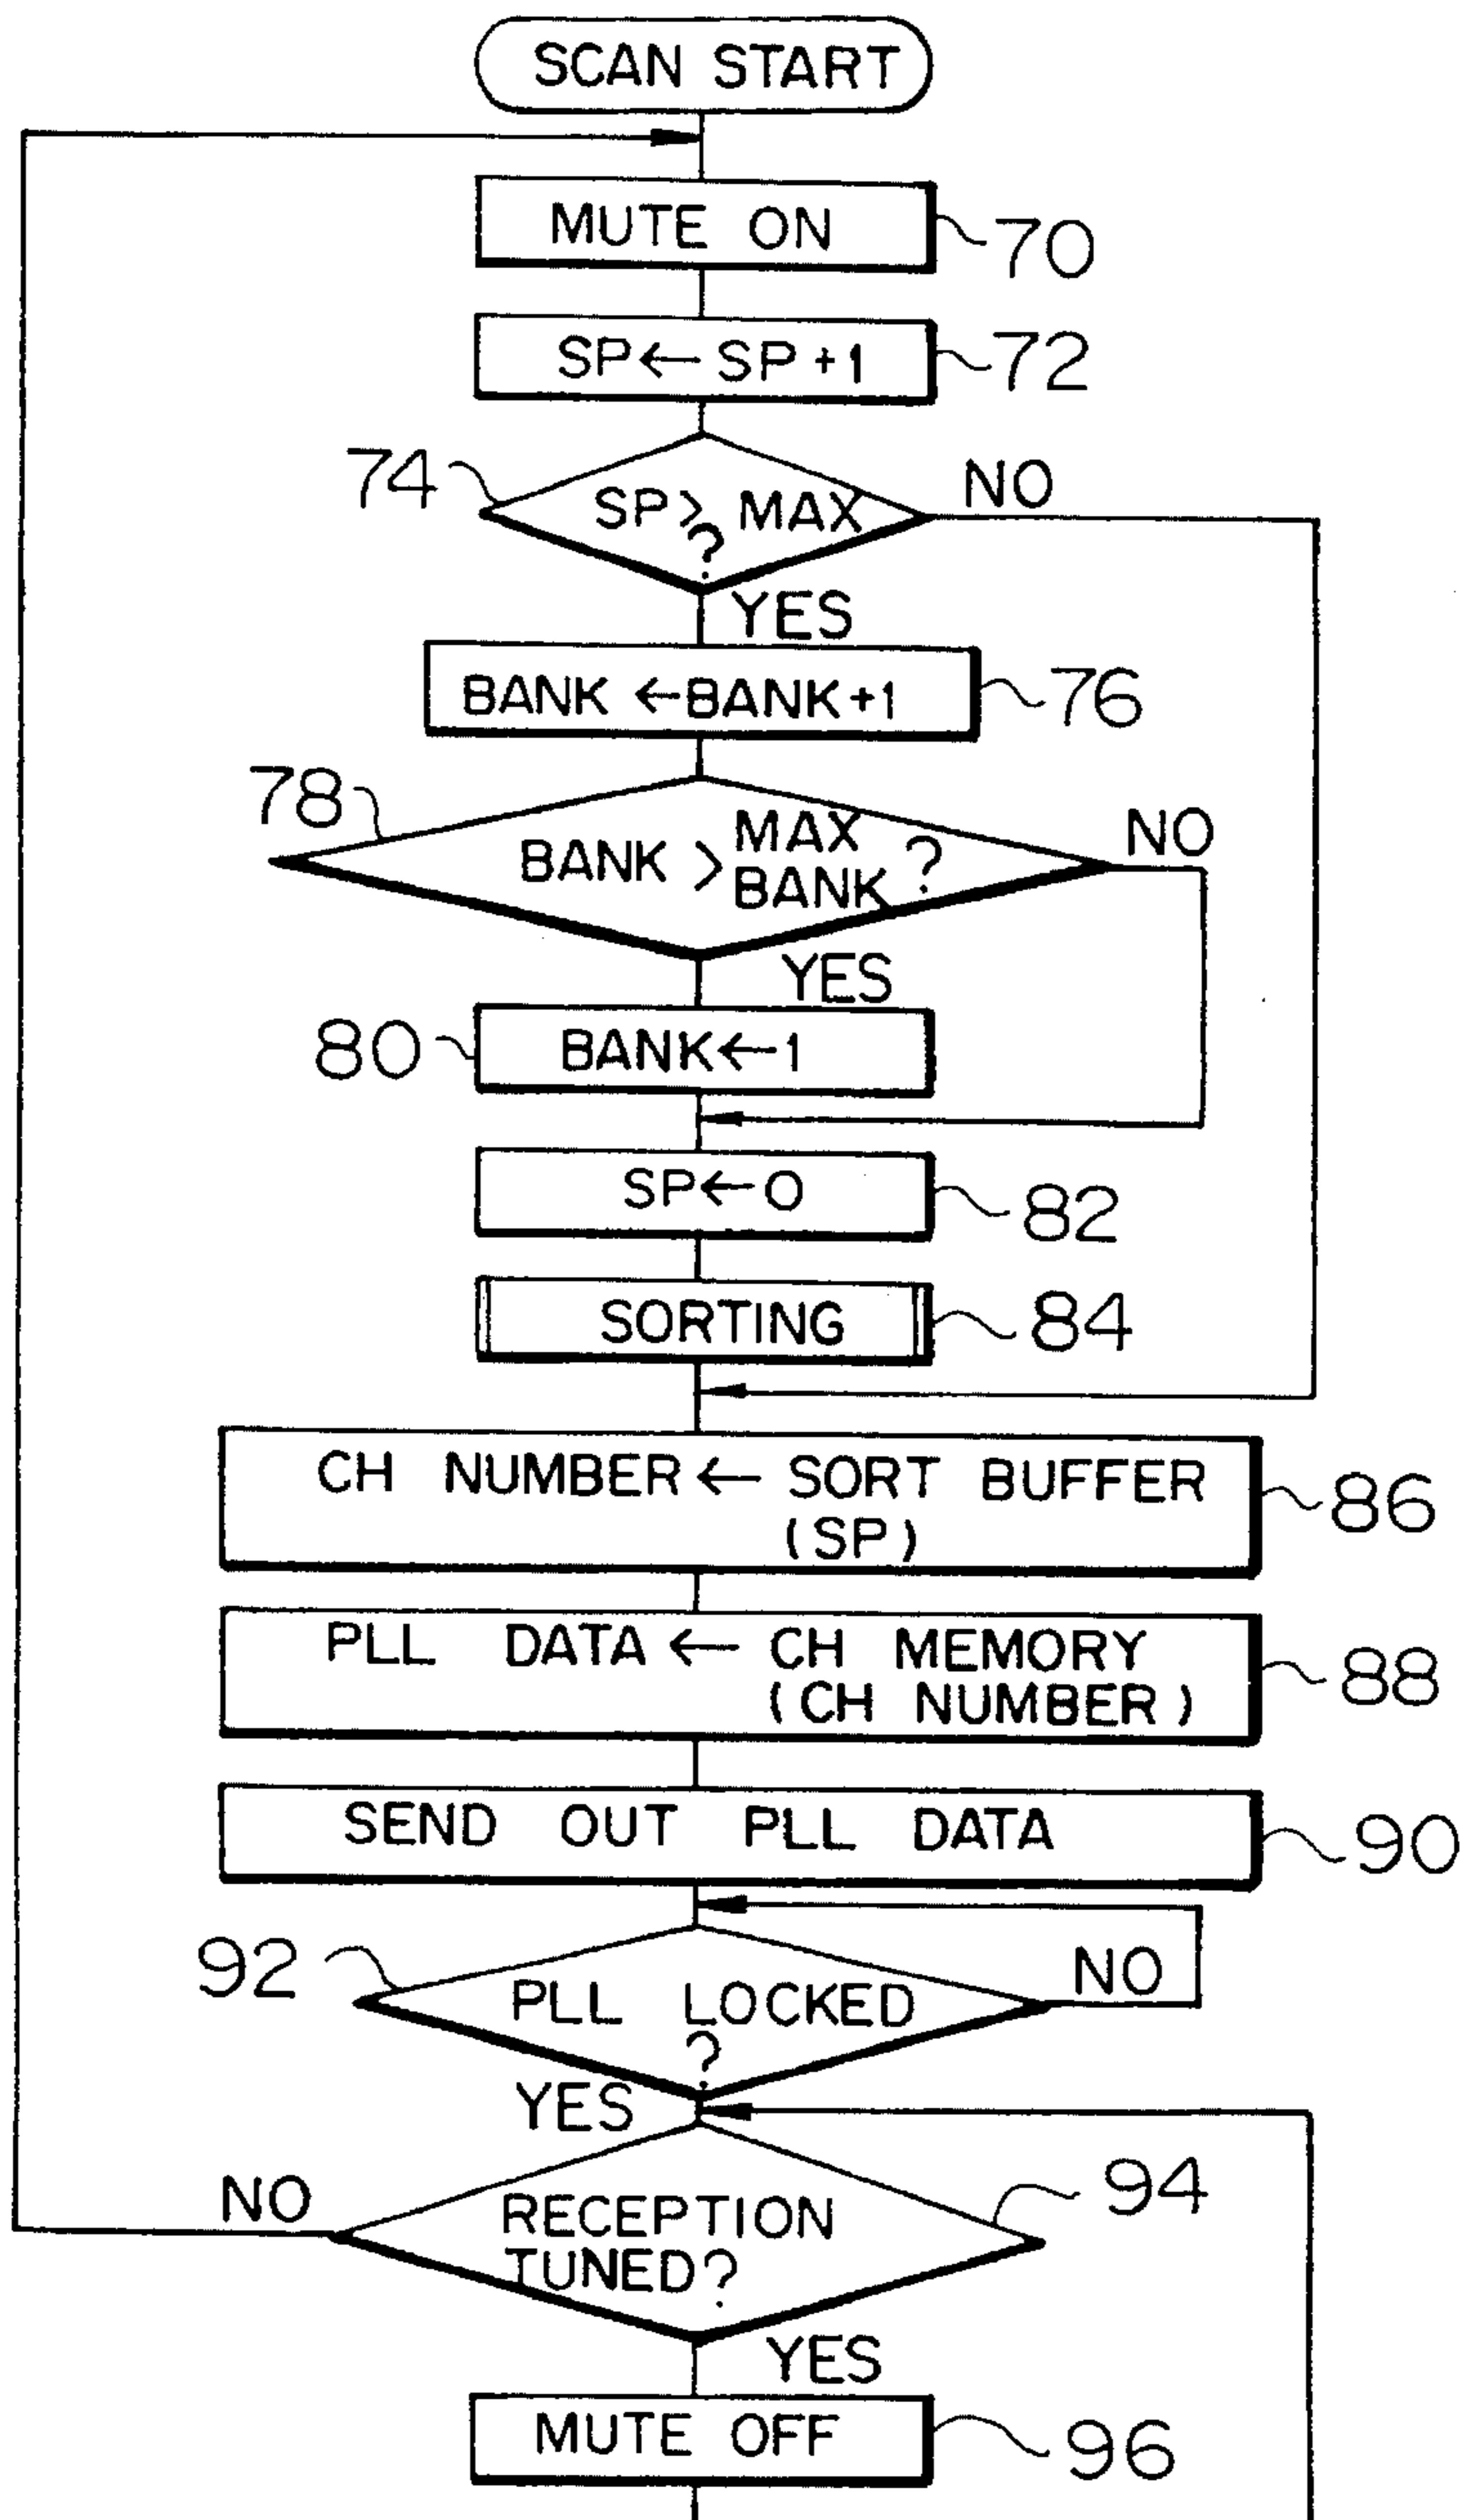 SCAN START
MUTE ON
70
SP←SP+1
72
74
SP> MAX
?
NO
YES
BANK ←BANK+1
76
78
BANK > MAX BANK ?
NO
YES
80
BANK←1
SP←0
82
SORTING
84
CH NUMBER← SORT BUFFER
(SP)
86
PLL DATA← CH MEMORY
(CH NUMBER)
88
SEND OUT PLL DATA
90
92
PLL LOCKED
?
NO
YES
94
NO
RECEPTION
TUNED?
YES
MUTE OFF
96